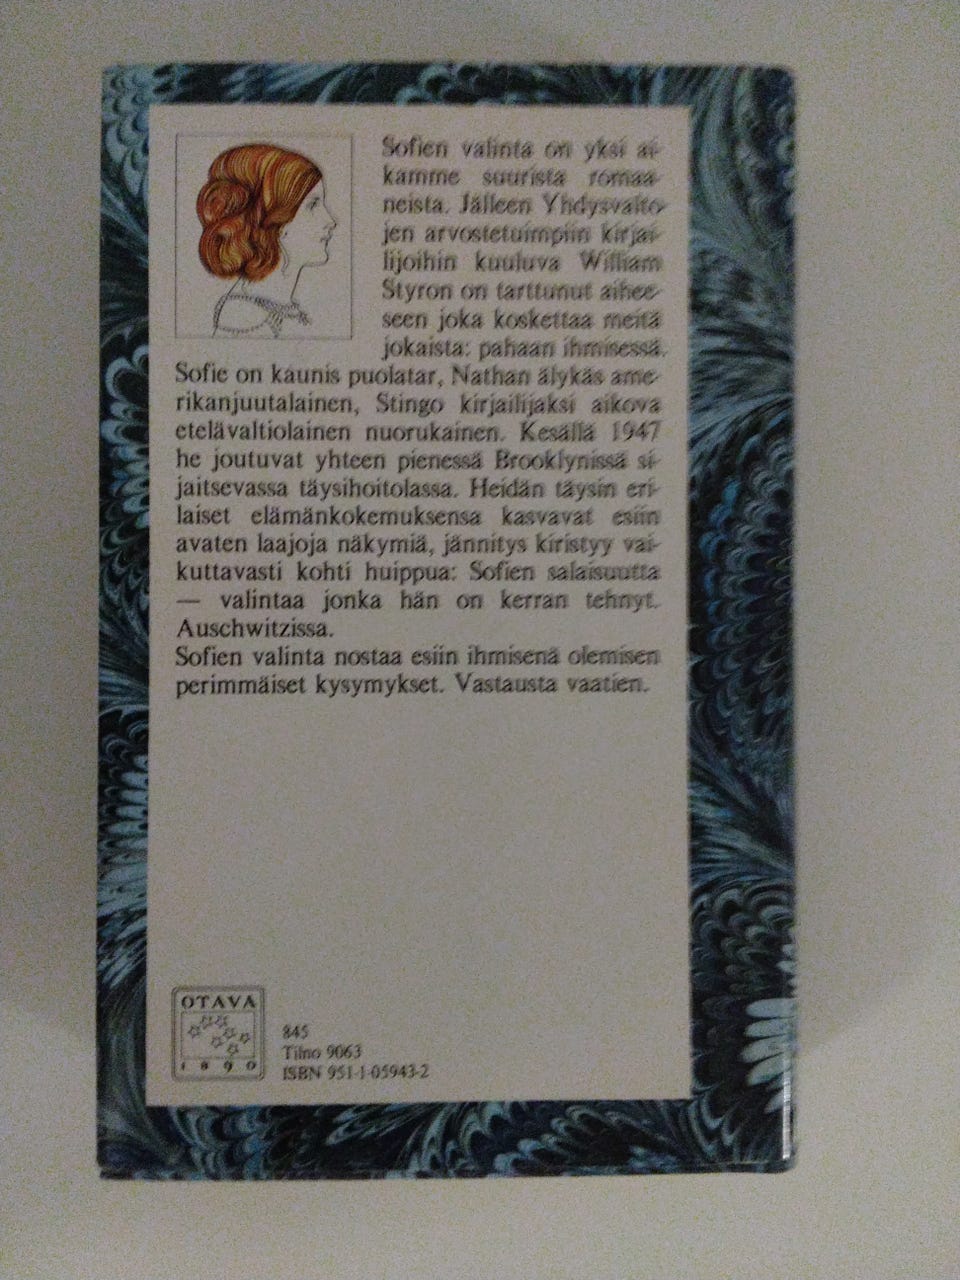 Sofien valinta on yksi ai-
kamme suurista romaa-
neista. Jälleen Yhdysvalto-
jen arvostetuimpiin kirjai-
lijoihin kuuluva William
Styron on tarttunut aihee-
seen joka koskettaa meitä
jokaista: pahaan ihmisessä.
Sofie on kaunis puolatar, Nathan älykäs ame-
rikanjuutalainen, Stingo kirjailijaksi aikova
etelävaltiolainen nuorukainen. Kesällä 1947
he joutuvat yhteen pienessä Brooklynissä si-
jaitsevassa täysihoitolassa. Heidän täysin eri-
laiset elämänkokemuksensa kasvavat esiin
avaten laajoja näkymiä, jännitys kiristyy vai-
kuttavasti kohti huippua: Sofien salaisuutta
— valintaa jonka hän on kerran tehnyt.
Auschwitzissa.
Sofien valinta nostaa esiin ihmisenä olemisen
perimmäiset kysymykset. Vastausta vaatien.
OTAVA
1890
845
Tilno 9063
ISBN 951-1-05943-2